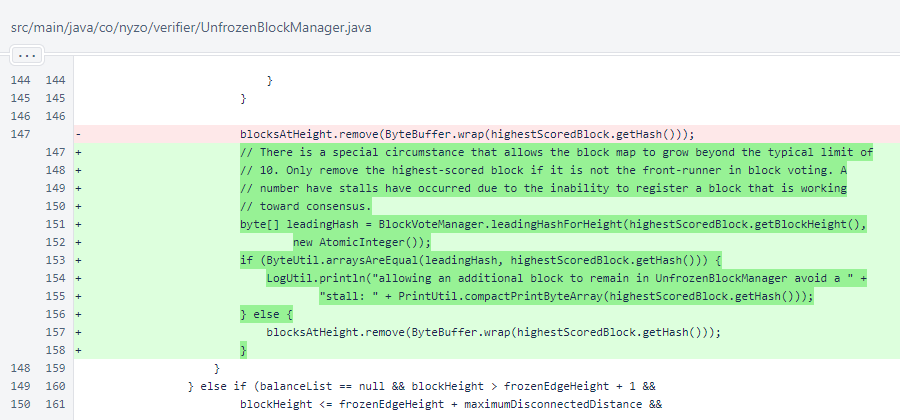 src/main/java/co/nyzo/verifier/UnfrozenBlockManager.java
...
144 144 }
145 145 }
146 146
147 - blocksAtHeight.remove(ByteBuffer.wrap(highestScoredBlock.getHash()));
147 + // There is a special circumstance that allows the block map to grow beyond the typical limit of
148 + // 10. Only remove the highest-scored block if it is not the front-runner in block voting. A
149 + // number have stalls have occurred due to the inability to register a block that is working
150 + // toward consensus.
151 + byte[] leadingHash = BlockVoteManager.leadingHashForHeight(highestScoredBlock.getBlockHeight(),
152 + new AtomicInteger());
153 + if (ByteUtil.arraysAreEqual(leadingHash, highestScoredBlock.getHash())) {
154 + LogUtil.println("allowing an additional block to remain in UnfrozenBlockManager avoid a " +
155 + "stall: " + PrintUtil.compactPrintByteArray(highestScoredBlock.getHash()));
156 + } else {
157 + blocksAtHeight.remove(ByteBuffer.wrap(highestScoredBlock.getHash()));
158 + }
148 159 }
149 160 } else if (balanceList == null && blockHeight > frozenEdgeHeight + 1 &&
150 161 blockHeight <= frozenEdgeHeight + maximumDisconnectedDistance &&